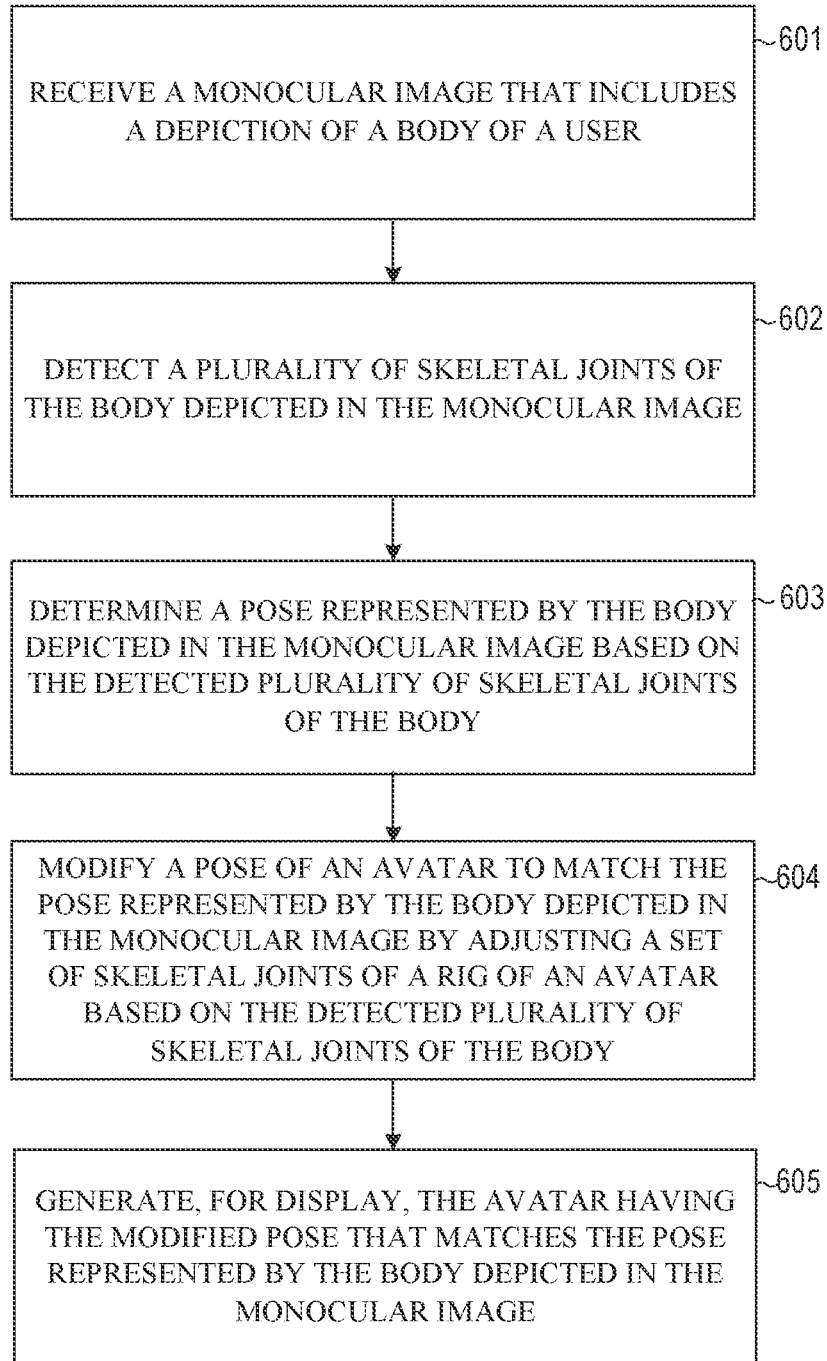 601
RECEIVE A MONOCULAR IMAGE THAT INCLUDES
A DEPICTION OF A BODY OF A USER
602
DETECT A PLURALITY OF SKELETAL JOINTS OF
THE BODY DEPICTED IN THE MONOCULAR IMAGE
603
DETERMINE A POSE REPRESENTED BY THE BODY
DEPICTED IN THE MONOCULAR IMAGE BASED ON
THE DETECTED PLURALITY OF SKELETAL JOINTS
OF THE BODY
604
MODIFY A POSE OF AN AVATAR TO MATCH THE
POSE REPRESENTED BY THE BODY DEPICTED IN
THE MONOCULAR IMAGE BY ADJUSTING A SET
OF SKELETAL JOINTS OF A RIG OF AN AVATAR
BASED ON THE DETECTED PLURALITY OF
SKELETAL JOINTS OF THE BODY
605
GENERATE, FOR DISPLAY, THE AVATAR HAVING
THE MODIFIED POSE THAT MATCHES THE POSE
REPRESENTED BY THE BODY DEPICTED IN THE
MONOCULAR IMAGE